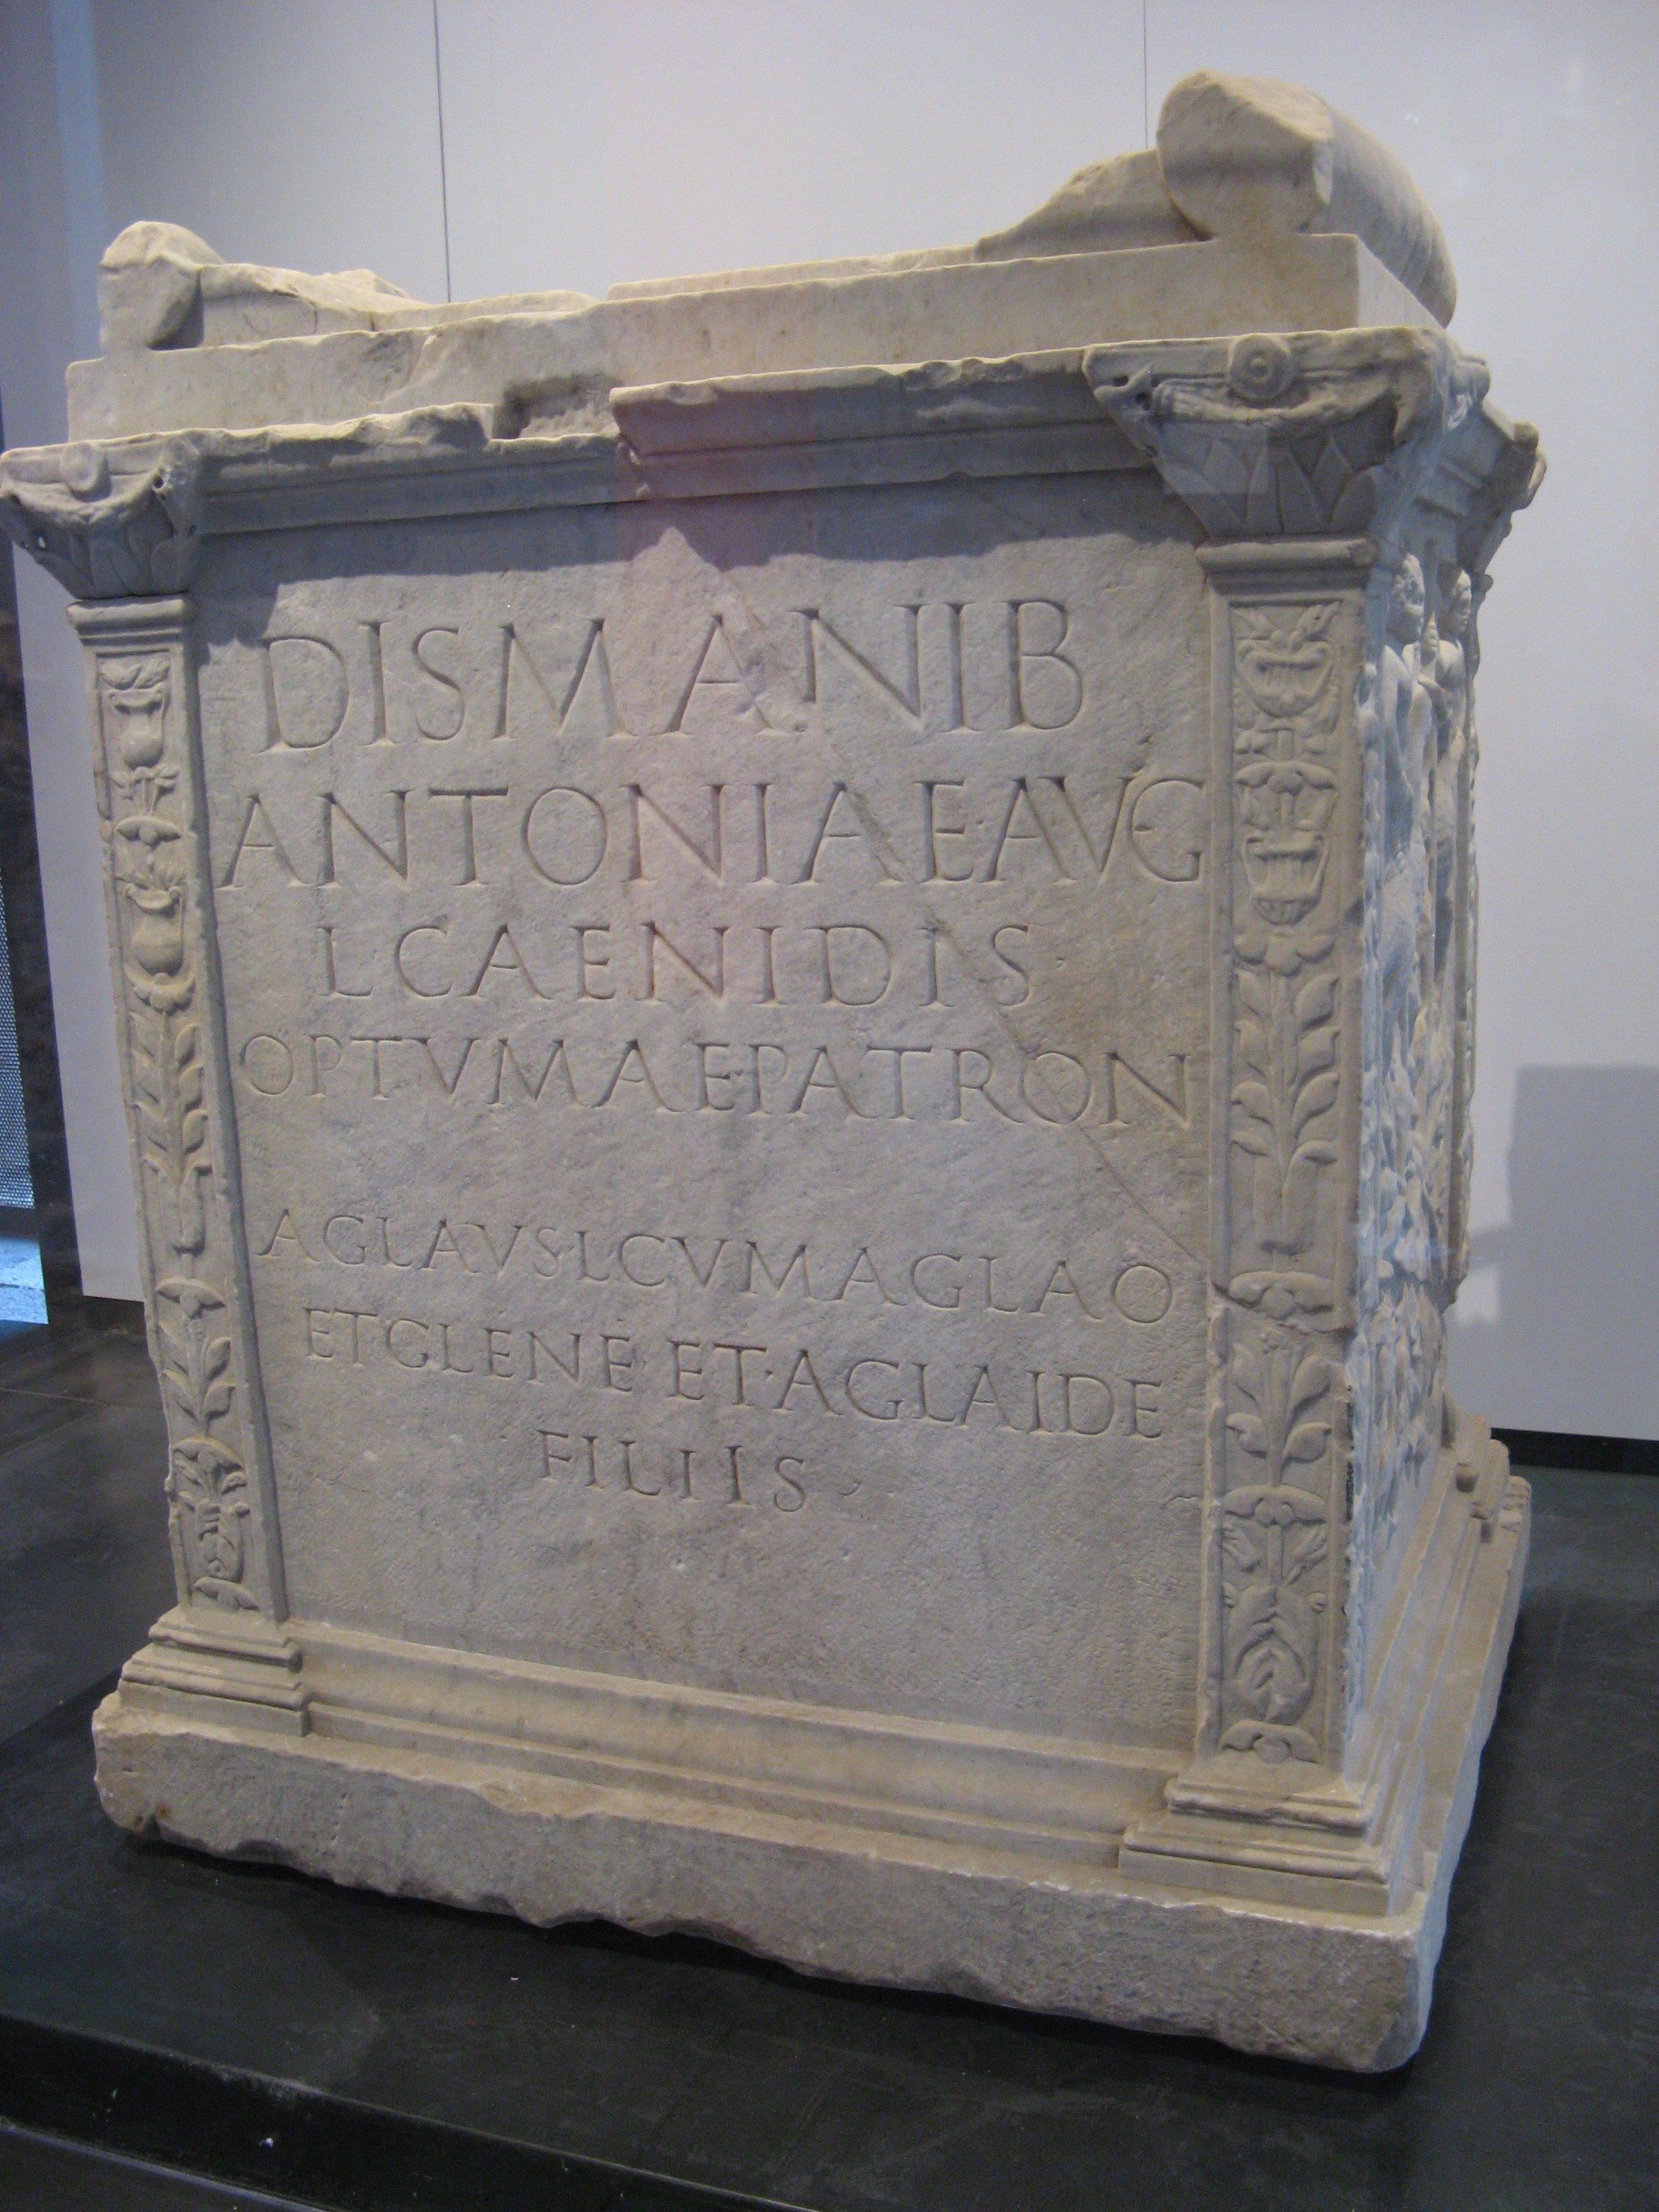 DIS MANIB
ANTONIAE·AVG
L CAENIDIS
OPTVMAE·PATRON
AGLAVS·L CVM AGLAO
ET·GLENE·ET·AGLAIDE
FILIIS